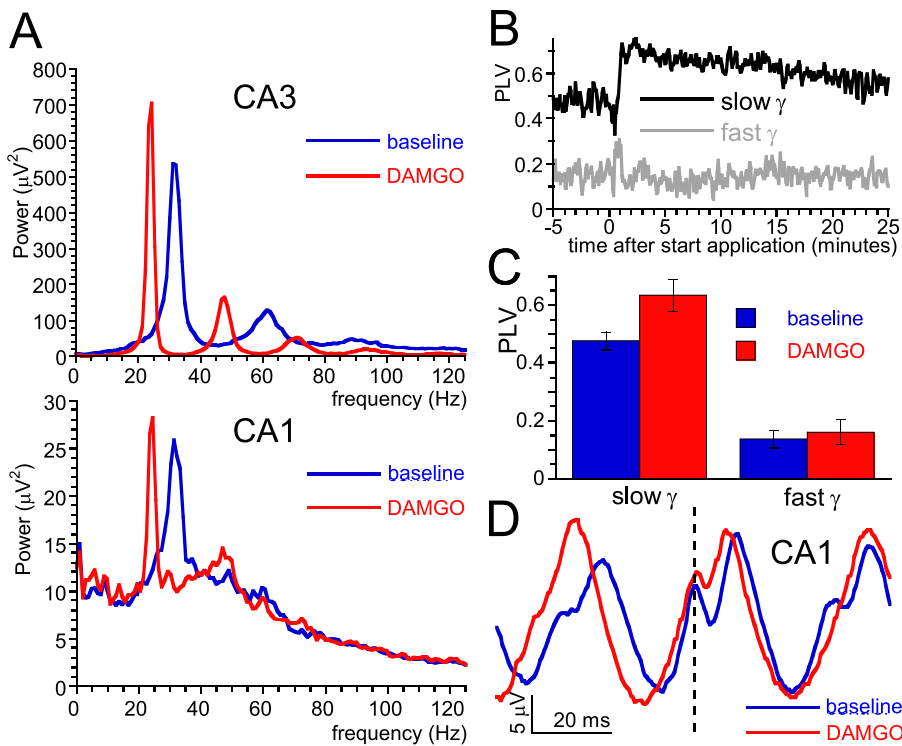 A
CA3
800
700
600
500
400
300
200
100
0
Power (µV²)
baseline
DAMGO
0 20 40 60 80 100 120
frequency (Hz)
CA1
30
25
20
15
10
5
0
Power (µV²)
baseline
DAMGO
0 20 40 60 80 100 120
frequency (Hz)
B
PLV
0.6
0.4
0.2
0
slow γ
fast γ
-5 0 5 10 15 20 25
time after start application (minutes)
C
PLV
0.6
0.4
0.2
0
baseline
DAMGO
slow γ fast γ
D
CA1
5 µV
20 ms
baseline
DAMGO